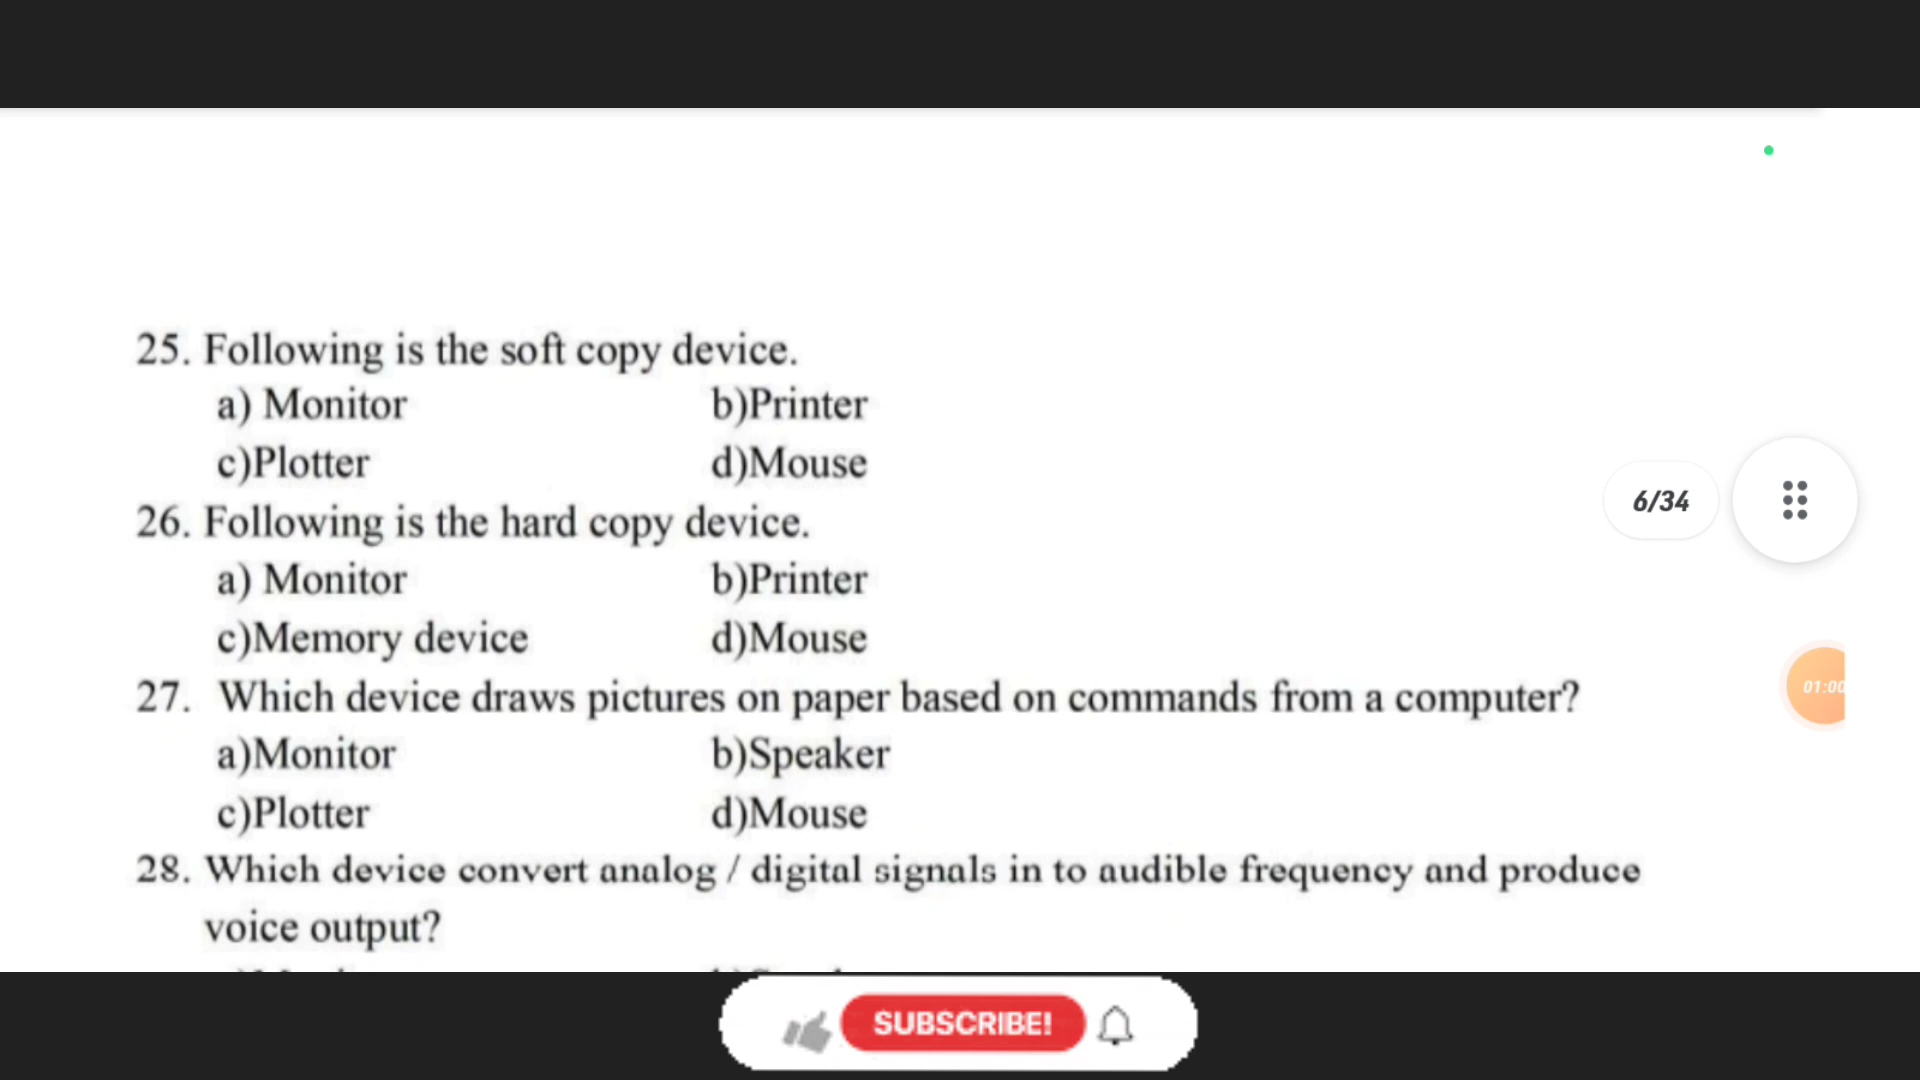 25. Following is the soft copy device.
a) Monitor b)Printer
c)Plotter d)Mouse
26. Following is the hard copy device.
a) Monitor b)Printer
c)Memory device d)Mouse
27. Which device draws pictures on paper based on commands from a computer?
a)Monitor b)Speaker
c)Plotter d)Mouse
28. Which device convert analog / digital signals in to audible frequency and produce
voice output?
6/34
01:00
SUBSCRIBE!